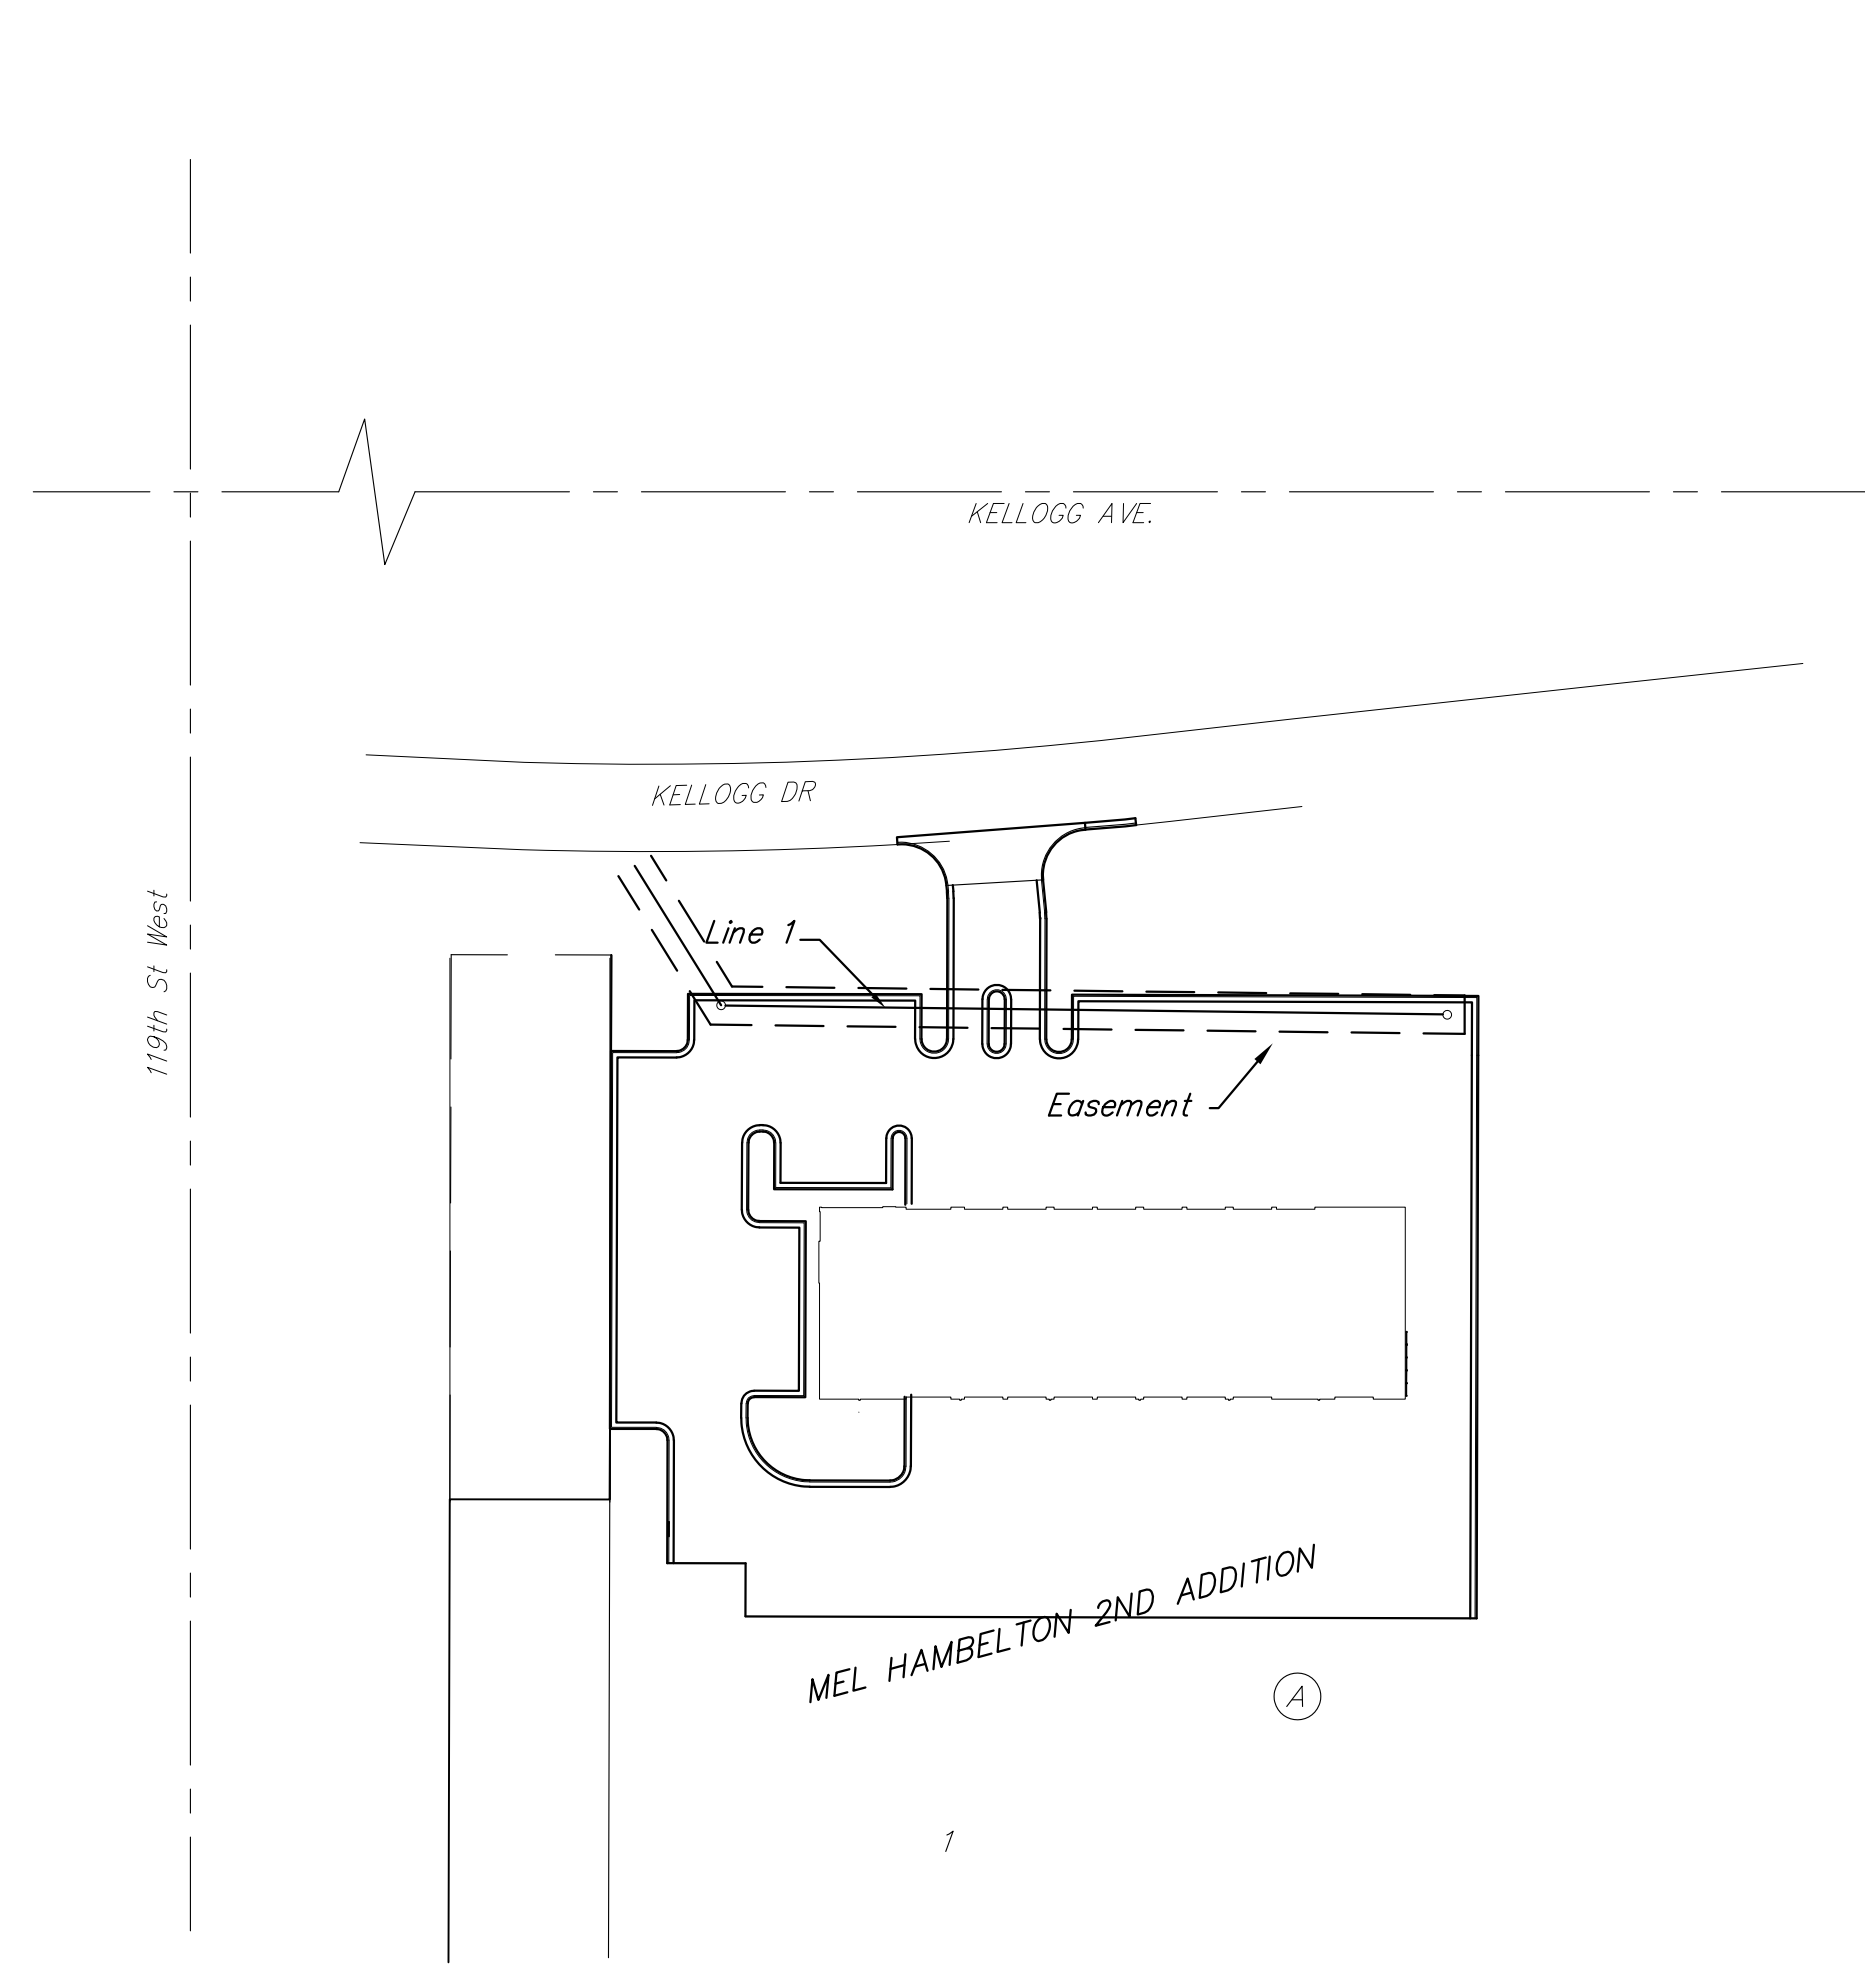 KELLOGG AVE.
KELLOGG DR
119th St West
Line 1
Easement
MEL HAMBELTON 2ND ADDITION
A
1